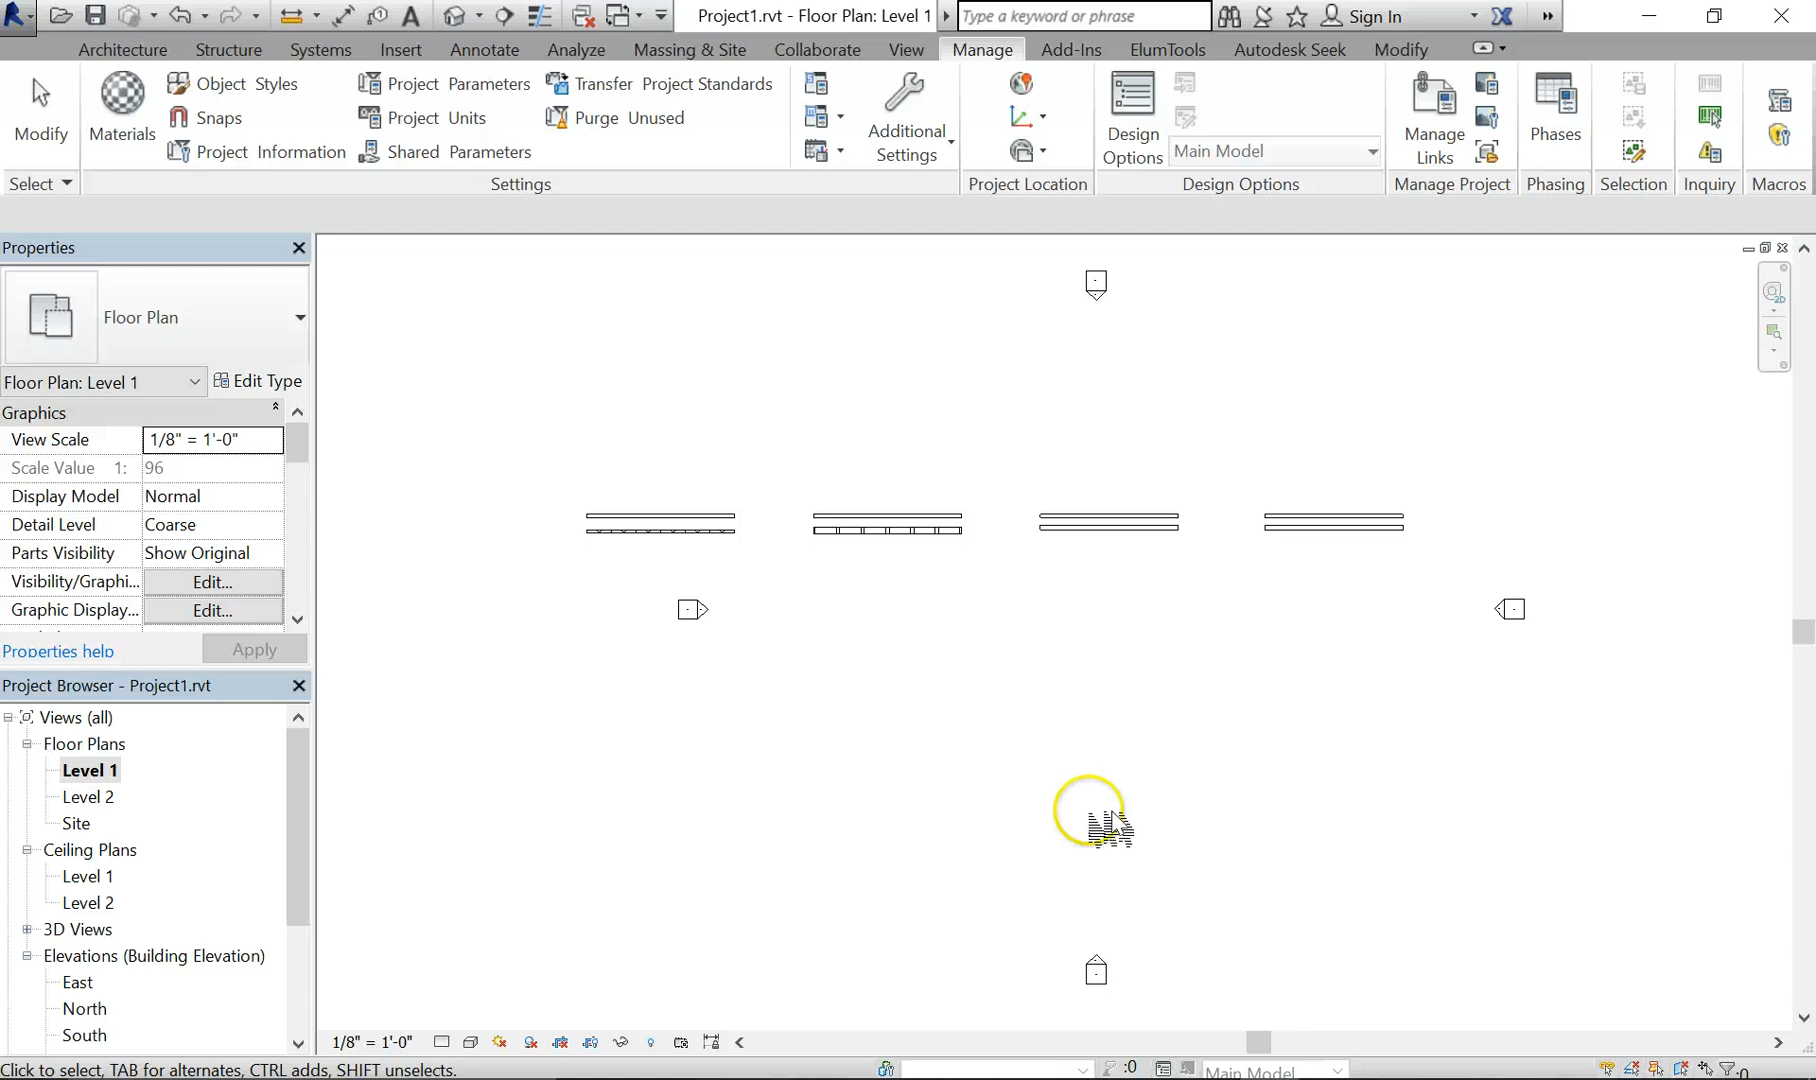 Project1.rvt - Floor Plan: Level 1
Type a keyword or phrase
Sign In
Architecture Structure Systems Insert Annotate Analyze Massing & Site Collaborate View Manage Add-Ins ElumTools Autodesk Seek Modify
Modify
Materials
Object Styles
Snaps
Project Information
Project Parameters
Project Units
Shared Parameters
Transfer Project Standards
Purge Unused
Additional
Settings
Design
Options
Main Model
Manage
Links
Phases
Select
Settings
Project Location
Design Options
Manage Project
Phasing
Selection
Inquiry
Macros
Properties
Floor Plan
Floor Plan: Level 1
Edit Type
Graphics
View Scale 1/8" = 1'-0"
Scale Value 1: 96
Display Model Normal
Detail Level Coarse
Parts Visibility Show Original
Visibility/Graphi... Edit...
Graphic Display... Edit...
Properties help
Apply
Project Browser - Project1.rvt
Views (all)
Floor Plans
Level 1
Level 2
Site
Ceiling Plans
Level 1
Level 2
3D Views
Elevations (Building Elevation)
East
North
South
2D
1/8" = 1'-0"
Click to select, TAB for alternates, CTRL adds, SHIFT unselects.
:0
Main Model
:0